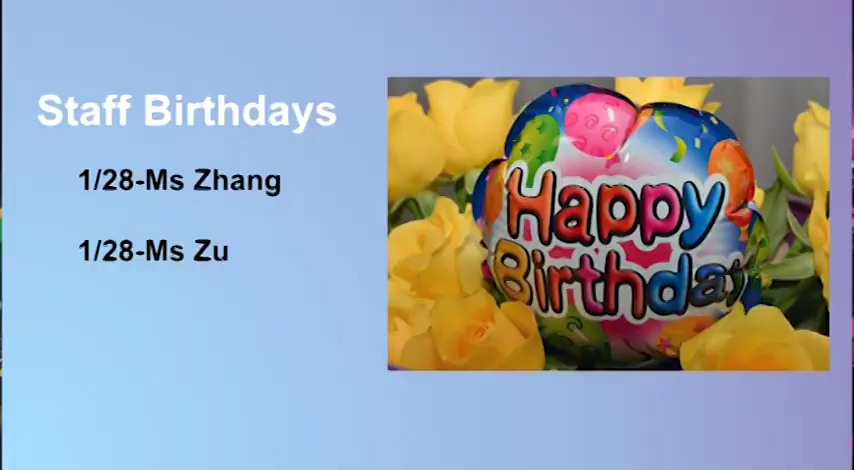 Staff Birthdays
1/28-Ms Zhang
1/28-Ms Zu
Happy
Birthday